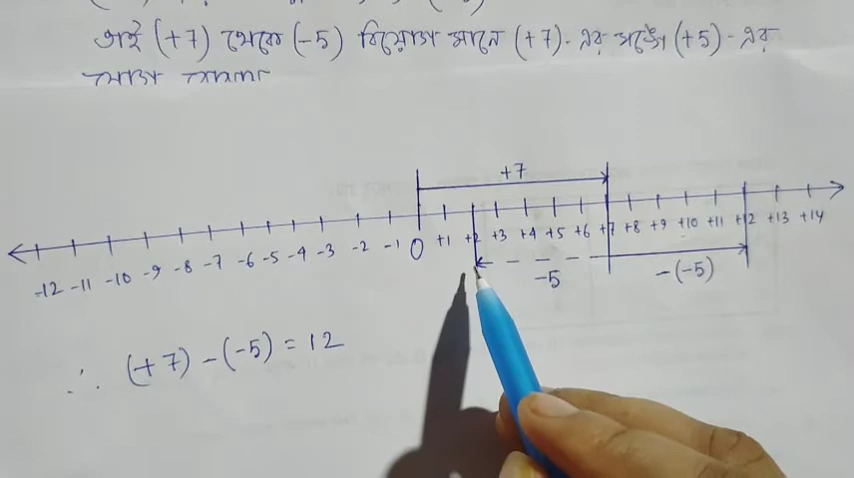 তাই (+7) থেকে (-5) বিয়োগ মানে (+7)-এর সঙ্গে (+5)-এর
+7
-12 -11 -10 -9 -8 -7 -6 -5 -4 -3 -2 -1 0 +1 +2 +3 +4 +5 +6 +7 +8 +9 +10 +11 +12 +13 +14
-5 -(-5)
∴ (+7) - (-5) = 12